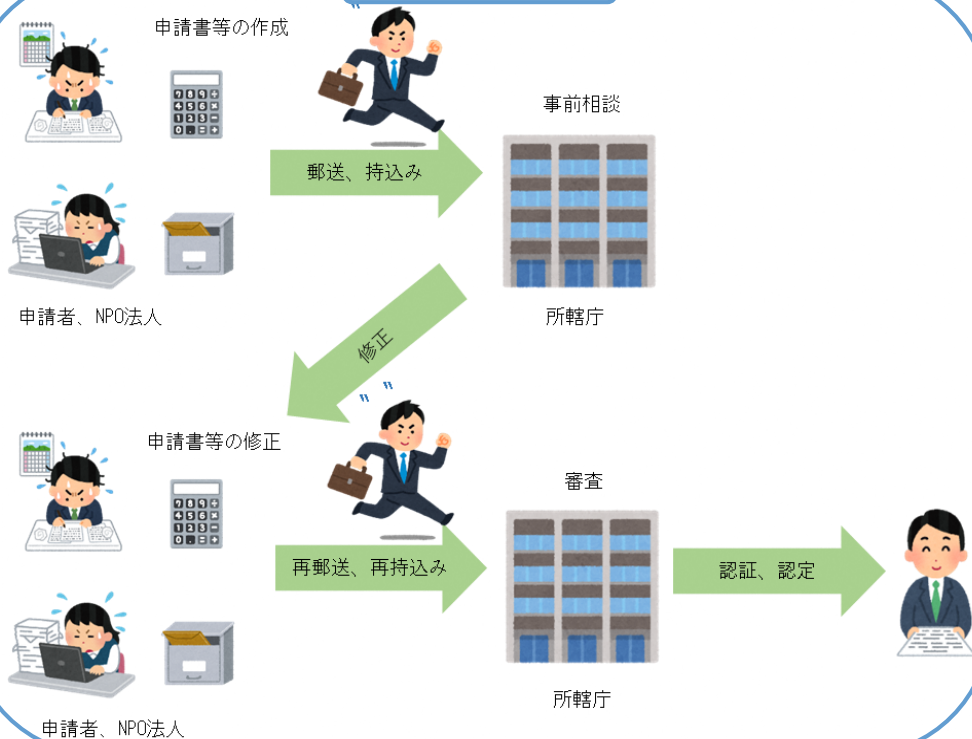 申請書等の作成
郵送、持込み
事前相談
申請者、NPO法人
所轄庁
修正
申請書等の修正
再郵送、再持込み
審査
認証、認定
所轄庁
申請者、NPO法人